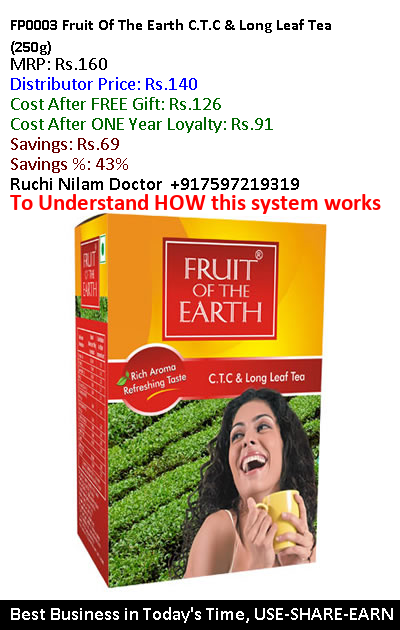 FP0003 Fruit Of The Earth C.T.C & Long Leaf Tea
(250g)
MRP: Rs.160
Distributor Price: Rs.140
Cost After FREE Gift: Rs.126
Cost After ONE Year Loyalty: Rs.91
Savings: Rs.69
Savings %: 43%
Ruchi Nilam Doctor +917597219319
To Understand HOW this system works
FRUIT®
OF THE
EARTH
Rich Aroma
Refreshing Taste
C.T.C & Long Leaf Tea
Best Business in Today's Time, USE-SHARE-EARN